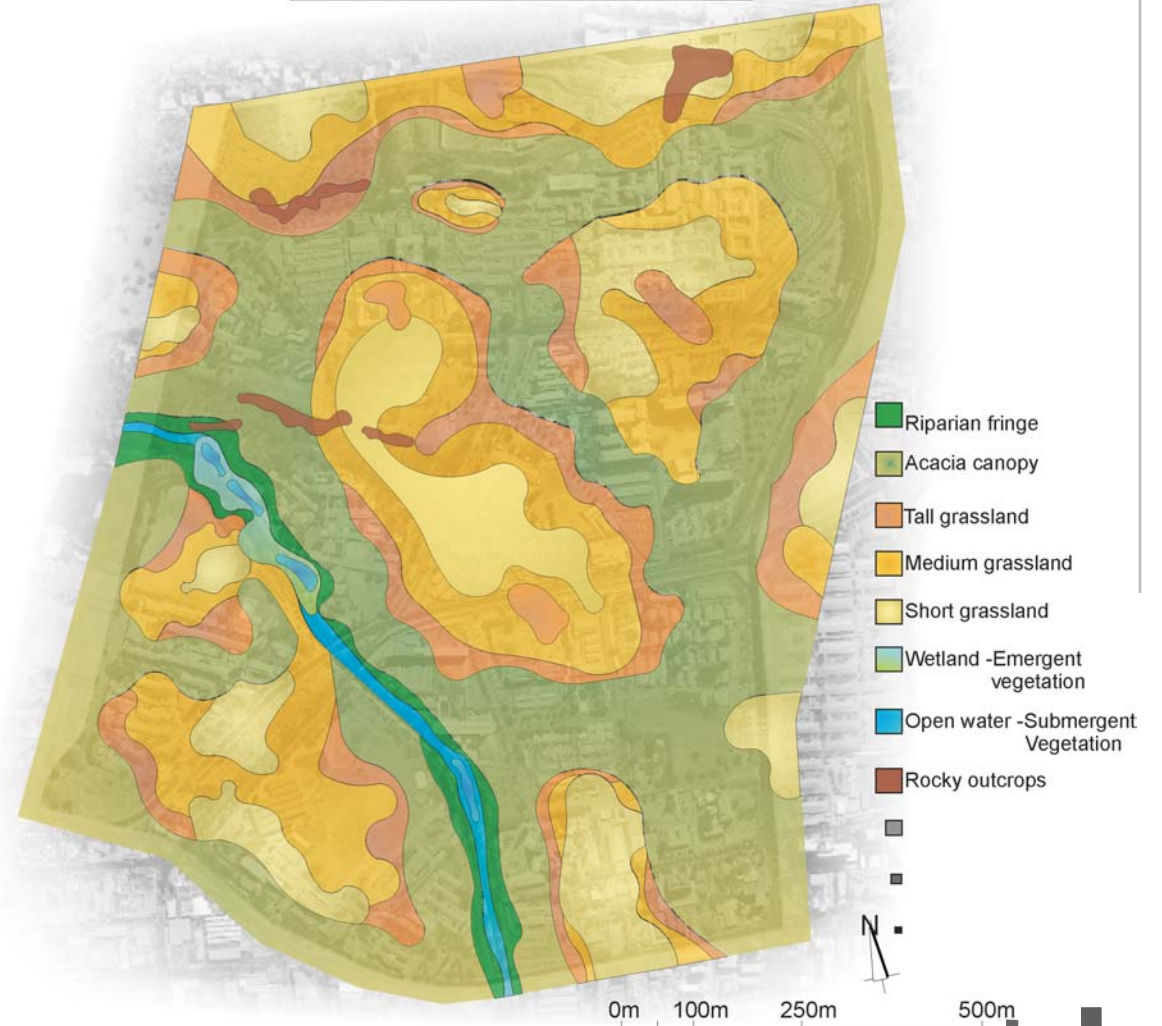 Riparian fringe
Acacia canopy
Tall grassland
Medium grassland
Short grassland
Wetland -Emergent
vegetation
Open water -Submergent
Vegetation
Rocky outcrops
N
0m 100m 250m 500m